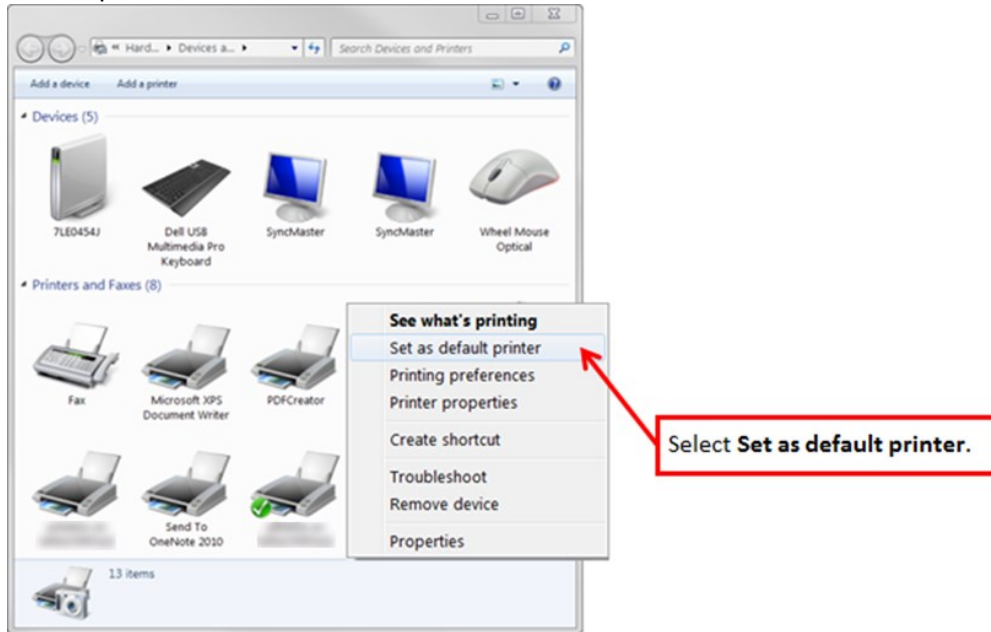 « Hard... ▸ Devices a... ▸
Search Devices and Printers
Add a device Add a printer
Devices (5)
7LE0454J
Dell USB
Multimedia Pro
Keyboard
SyncMaster
SyncMaster
Wheel Mouse
Optical
Printers and Faxes (8)
Fax
Microsoft XPS
Document Writer
PDFCreator
Send To
OneNote 2010
See what's printing
Set as default printer
Printing preferences
Printer properties
Create shortcut
Troubleshoot
Remove device
Properties
Select Set as default printer.
13 items